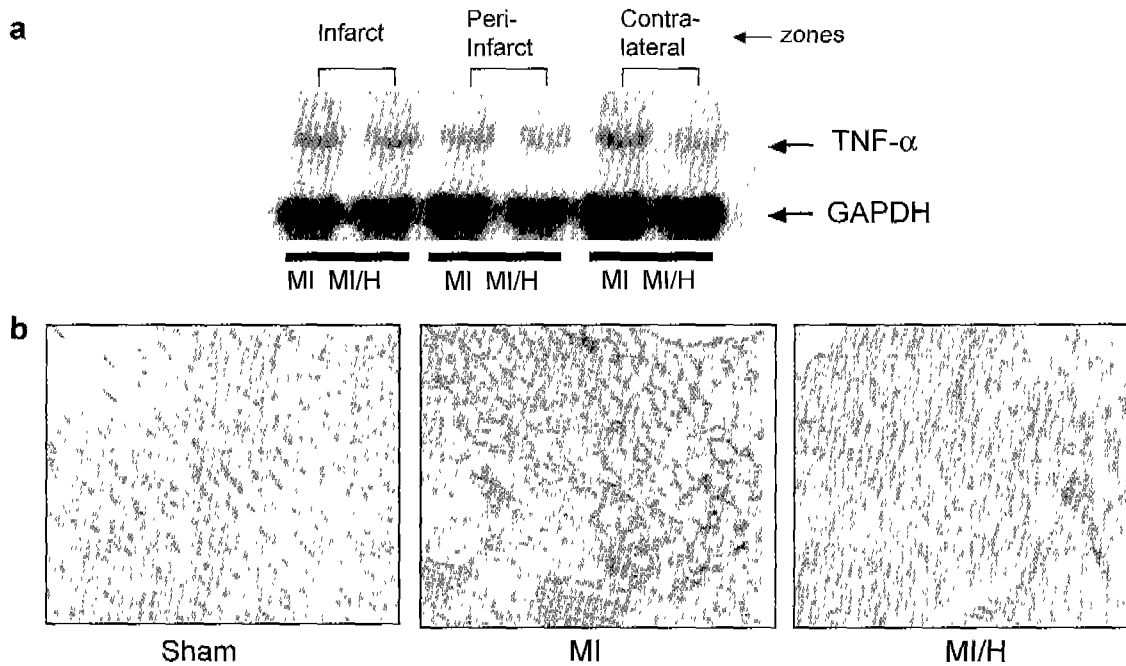 a
Infarct
Peri-
Infarct
Contra-
lateral
← zones
← TNF-α
← GAPDH
MI MI/H MI MI/H MI MI/H
b
Sham MI MI/H